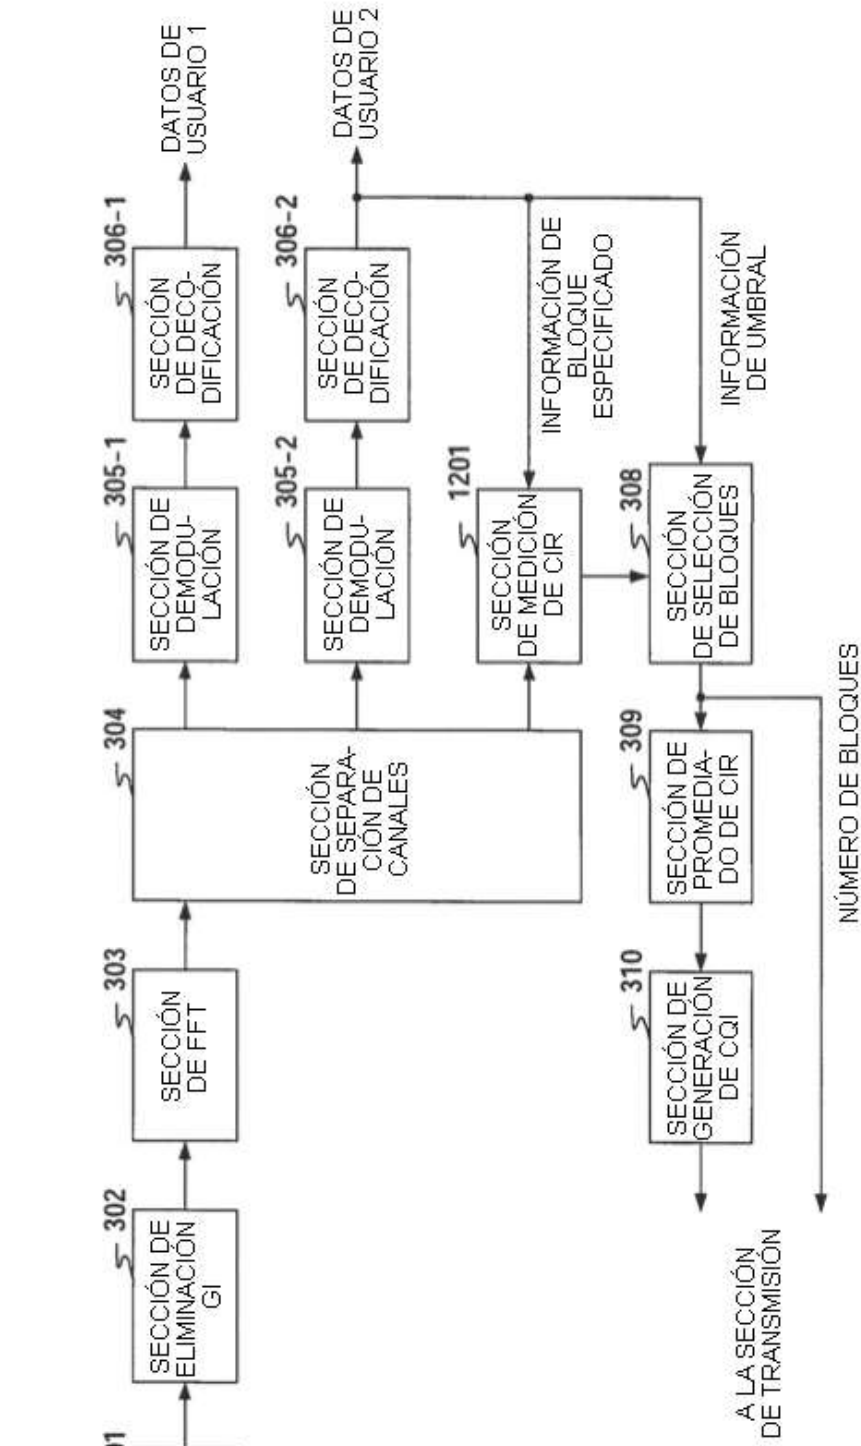 DATOS DE
USUARIO 1
DATOS DE
USUARIO 2
306-1
SECCIÓN
DE DECO-
DIFICACIÓN
306-2
SECCIÓN
DE DECO-
DIFICACIÓN
INFORMACIÓN DE
BLOQUE
ESPECIFICADO
INFORMACIÓN
DE UMBRAL
305-1
SECCIÓN DE
DEMODU-
LACIÓN
305-2
SECCIÓN DE
DEMODU-
LACIÓN
1201
SECCIÓN
DE MEDICIÓN
DE CIR
308
SECCIÓN
DE SELECCIÓN
DE BLOQUES
304
SECCIÓN
DE SEPARA-
CIÓN DE
CANALES
309
SECCIÓN DE
PROMEDIA-
DO DE CIR
NÚMERO DE BLOQUES
303
SECCIÓN
DE FFT
310
SECCIÓN DE
GENERACIÓN
DE CQI
302
SECCIÓN DE
ELIMINACIÓN
GI
A LA SECCIÓN
DE TRANSMISIÓN